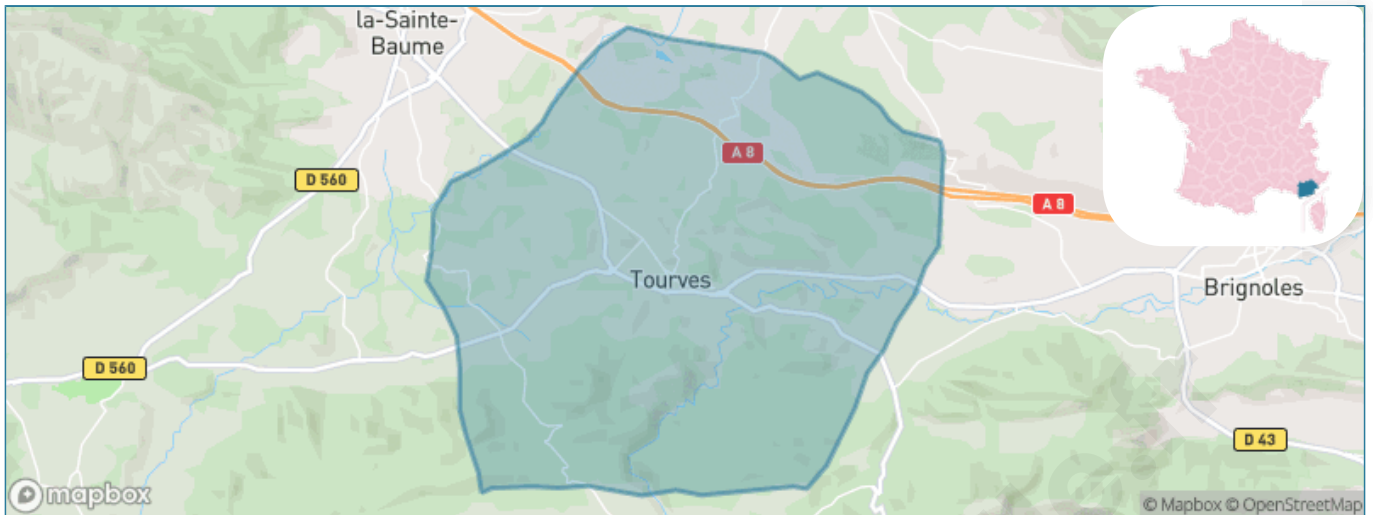 la-Sainte-
Baume
A 8
D 560
A 8
Tourves
Brignoles
D 560
D 43
mapbox
© Mapbox © OpenStreetMap